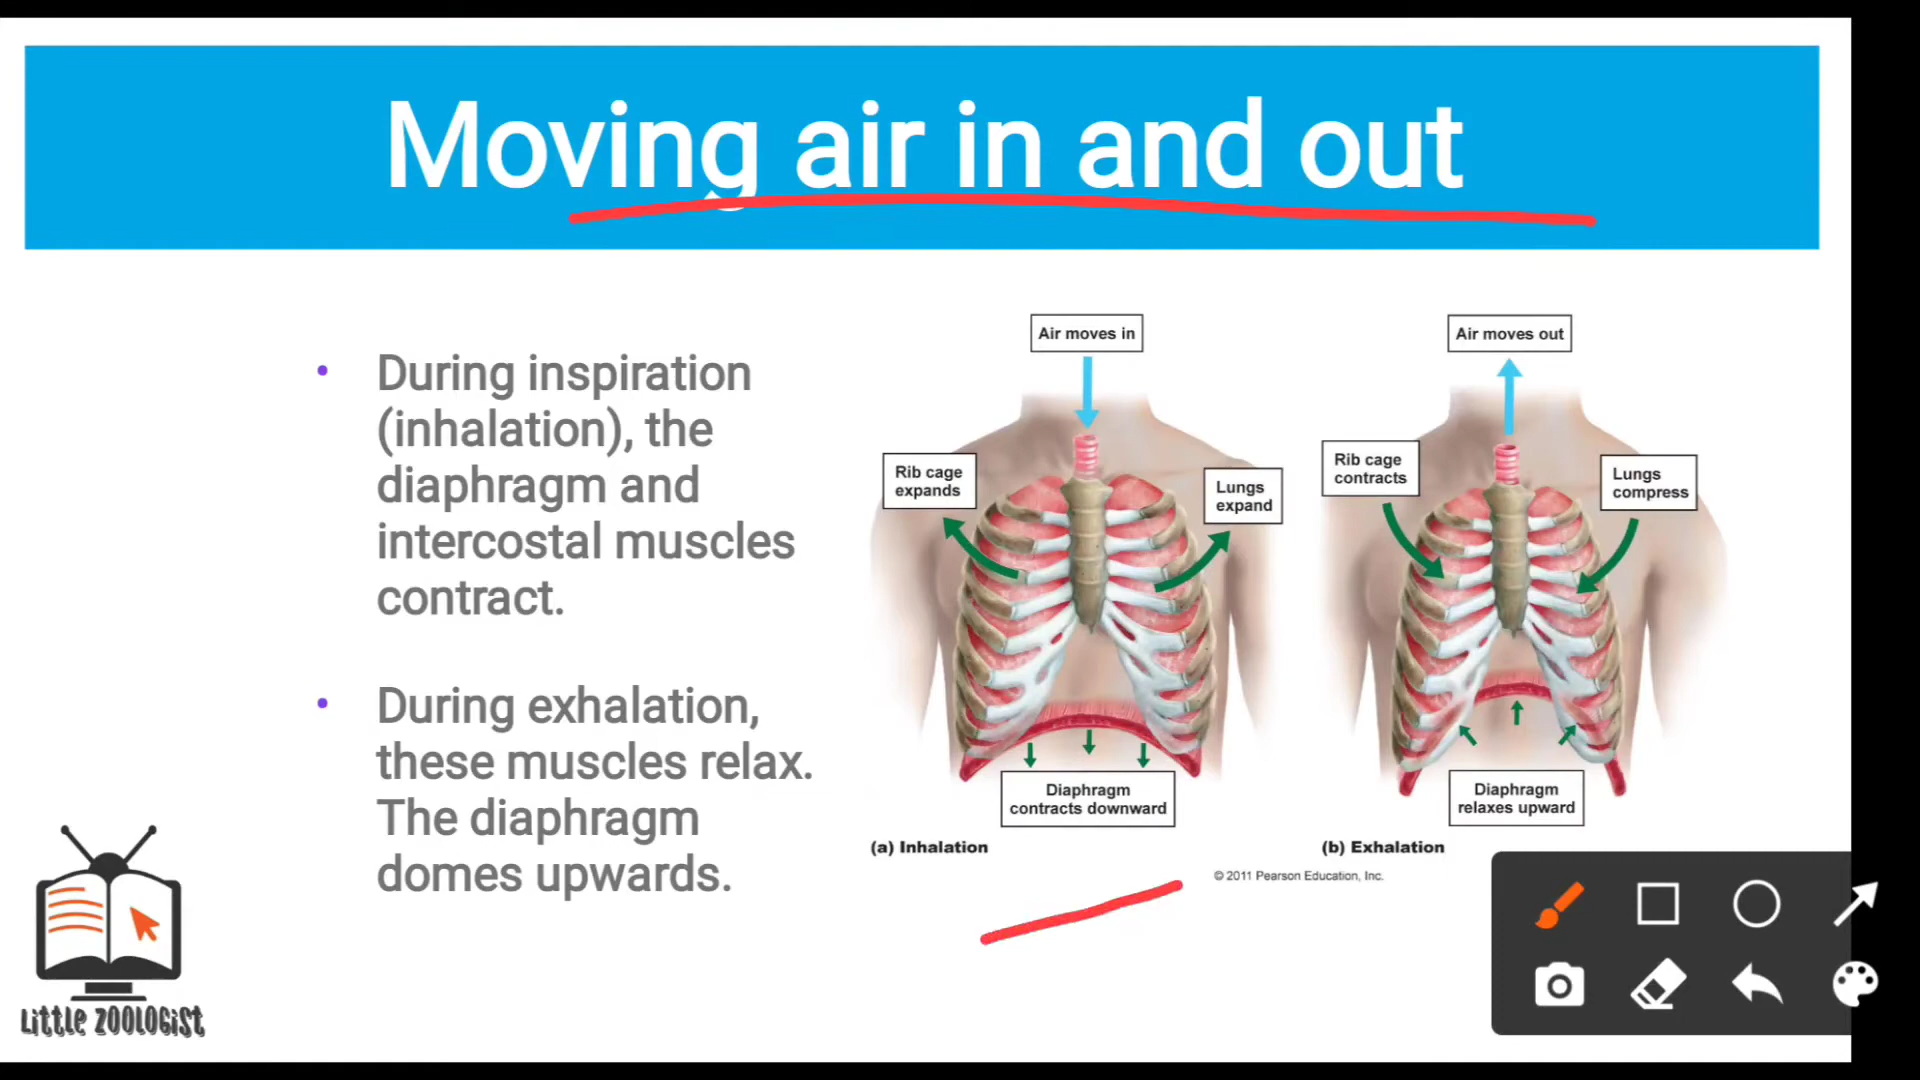 Moving air in and out
• During inspiration
(inhalation), the
diaphragm and
intercostal muscles
contract.
• During exhalation,
these muscles relax.
The diaphragm
domes upwards.
Air moves in
Rib cage
expands
Lungs
expand
Diaphragm
contracts downward
(a) Inhalation
Air moves out
Rib cage
contracts
Lungs
compress
Diaphragm
relaxes upward
(b) Exhalation
© 2011 Pearson Education, Inc.
LittlE ZOOLOGiSt